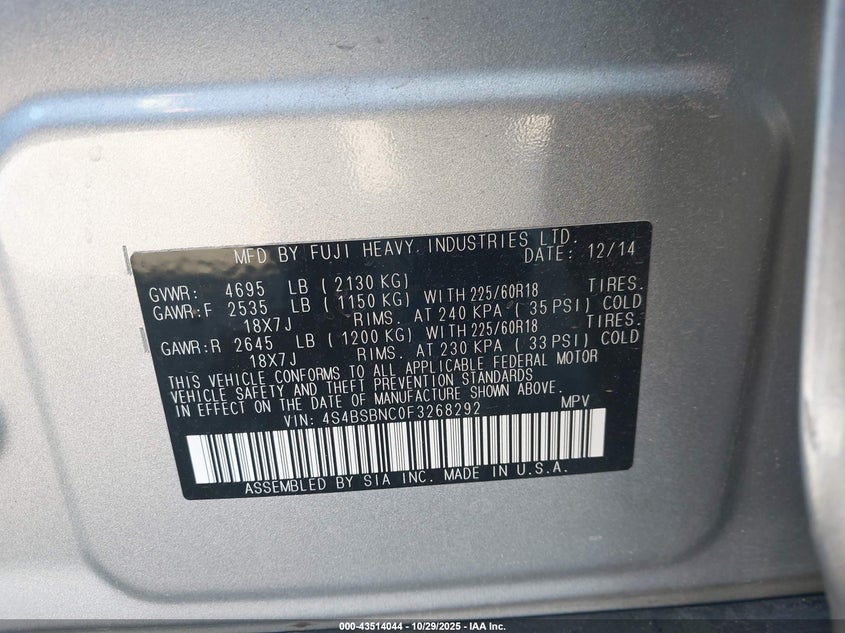 MFD BY FUJI HEAVY INDUSTRIES LTD.
DATE: 12/14
GVWR: 4695 LB ( 2130 KG)
GAWR:F 2535 LB ( 1150 KG) WITH 225/60R18 TIRES.
18X7J RIMS. AT 240 KPA ( 35 PSI) COLD
GAWR:R 2645 LB ( 1200 KG) WITH 225/60R18 TIRES.
18X7J RIMS. AT 230 KPA ( 33 PSI) COLD
THIS VEHICLE CONFORMS TO ALL APPLICABLE FEDERAL MOTOR
VEHICLE SAFETY AND THEFT PREVENTION STANDARDS
IN EFFECT ON THE DATE OF MANUFACTURE SHOWN ABOVE.
VIN: 4S4BSBNC0F3268292 MPV
ASSEMBLED BY SIA INC. MADE IN U.S.A.
000-43514044 - 10/29/2025 - IAA Inc.